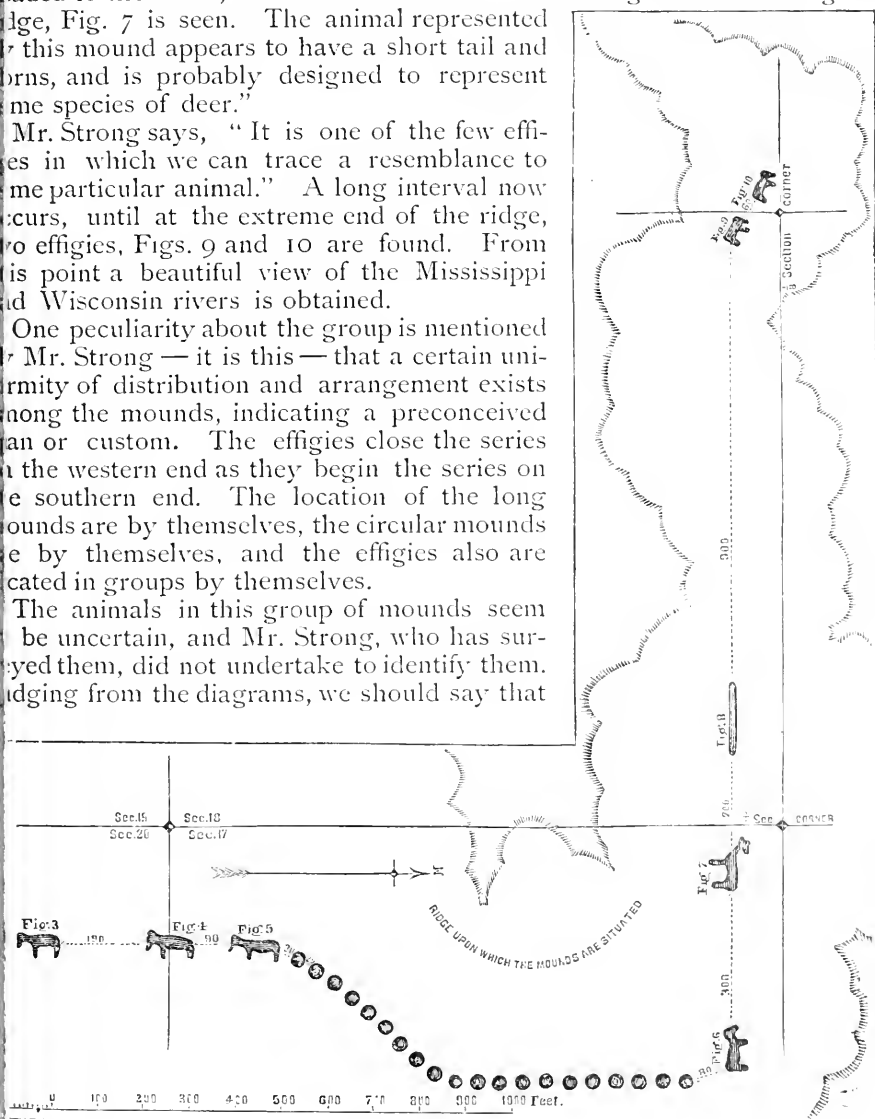 dge, Fig. 7 is seen. The animal represented
this mound appears to have a short tail and
orns, and is probably designed to represent
me species of deer.”
Mr. Strong says, “ It is one of the few effi-
es in which we can trace a resemblance to
me particular animal.” A long interval now
curs, until at the extreme end of the ridge,
o effigies, Figs. 9 and 10 are found. From
is point a beautiful view of the Mississippi
d Wisconsin rivers is obtained.
One peculiarity about the group is mentioned
Mr. Strong — it is this — that a certain uni-
rmity of distribution and arrangement exists
nong the mounds, indicating a preconceived
an or custom. The effigies close the series
the western end as they begin the series on
e southern end. The location of the long
ounds are by themselves, the circular mounds
e by themselves, and the effigies also are
cated in groups by themselves.
The animals in this group of mounds seem
be uncertain, and Mr. Strong, who has sur-
yed them, did not undertake to identify them.
dging from the diagrams, we should say that
Fig. 10
Fig. 9
corner
Section
900
Fig. 8
200
Sec CORNER
Fig. 7
RIDGE UPON WHICH THE MOUNDS ARE SITUATED
300
Fig. 6
80
Sec. 18
Sec. 20 Sec. 17
N
Fig. 3
Fig. 4
90
Fig. 5
0 100 200 300 400 500 600 700 800 900 1000 Feet.